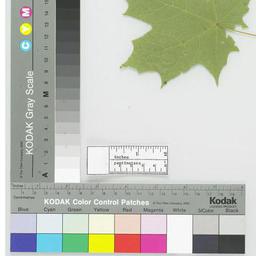 C Y M
KODAK Gray Scale
A
M
inches
centimeters
KODAK Color Control Patches
Kodak
Blue Cyan Green Yellow Red Magenta White 3/Color Black